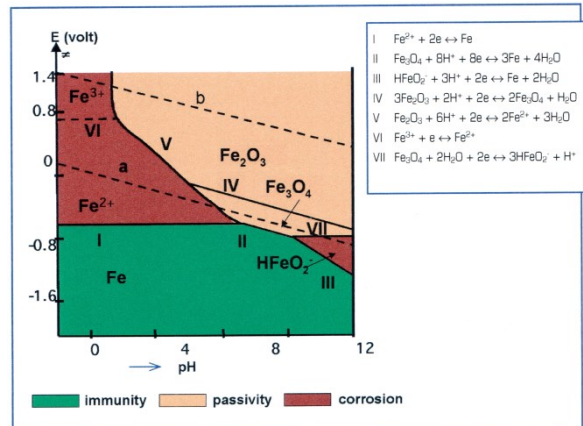 E (volt)
1.4
0.8
0
-0.8
-1.6
Fe³⁺
VI
a
Fe²⁺
I
Fe
b
V
Fe₂O₃
IV
Fe₃O₄
VII
II
HFeO₂⁻
III
0
4
8
12
pH
immunity
passivity
corrosion
I Fe²⁺ + 2e ↔ Fe
II Fe₃O₄ + 8H⁺ + 8e ↔ 3Fe + 4H₂O
III HFeO₂⁻ + 3H⁺ + 2e ↔ Fe + 2H₂O
IV 3Fe₂O₃ + 2H⁺ + 2e ↔ 2Fe₃O₄ + H₂O
V Fe₂O₃ + 6H⁺ + 2e ↔ 2Fe²⁺ + 3H₂O
VI Fe³⁺ + e ↔ Fe²⁺
VII Fe₃O₄ + 2H₂O + 2e ↔ 3HFeO₂⁻ + H⁺